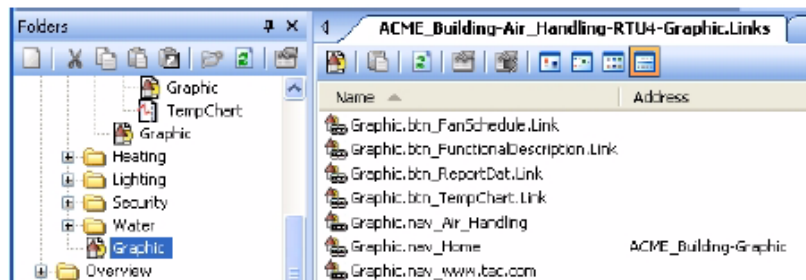 Folders
Graphic
TempChart
Graphic
Heating
Lighting
Security
Water
Graphic
Overview
ACME_Building-Air_Handling-RTU4-Graphic.Links
Name Address
Graphic.btn_FanSchedule.Link
Graphic.btn_FunctionalDescription.Link
Graphic.btn_ReportDat.Link
Graphic.btn_TempChart.Link
Graphic.nav_Air_Handling
Graphic.nav_Home ACME_Building-Graphic
Graphic.nav_www.tac.com